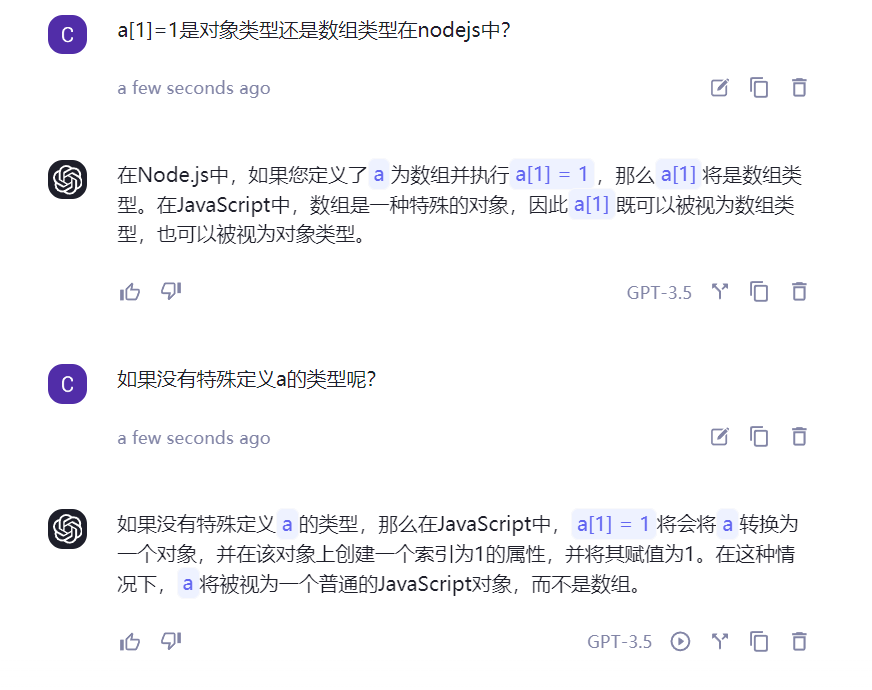 C
a[1]=1是对象类型还是数组类型在nodejs中?
a few seconds ago
在Node.js中，如果您定义了 a 为数组并执行 a[1] = 1 ，那么 a[1] 将是数组类
型。在JavaScript中，数组是一种特殊的对象，因此 a[1] 既可以被视为数组类
型，也可以被视为对象类型。
GPT-3.5
C
如果没有特殊定义a的类型呢?
a few seconds ago
如果没有特殊定义 a 的类型，那么在JavaScript中， a[1] = 1 将会将 a 转换为
一个对象，并在该对象上创建一个索引为1的属性，并将其赋值为1。在这种情
况下， a 将被视为一个普通的JavaScript对象，而不是数组。
GPT-3.5